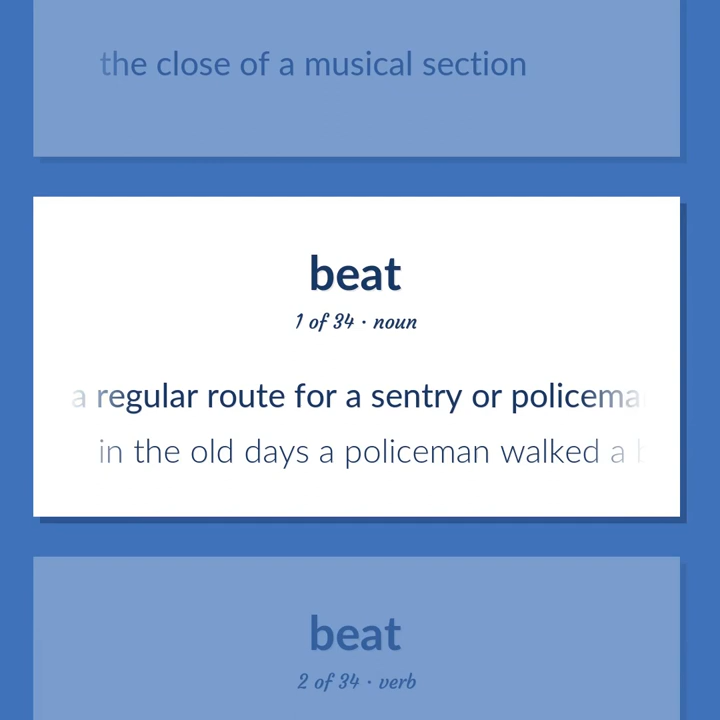 the close of a musical section
beat
1 of 34 · noun
a regular route for a sentry or policema
in the old days a policeman walked a b
beat
2 of 34 · verb